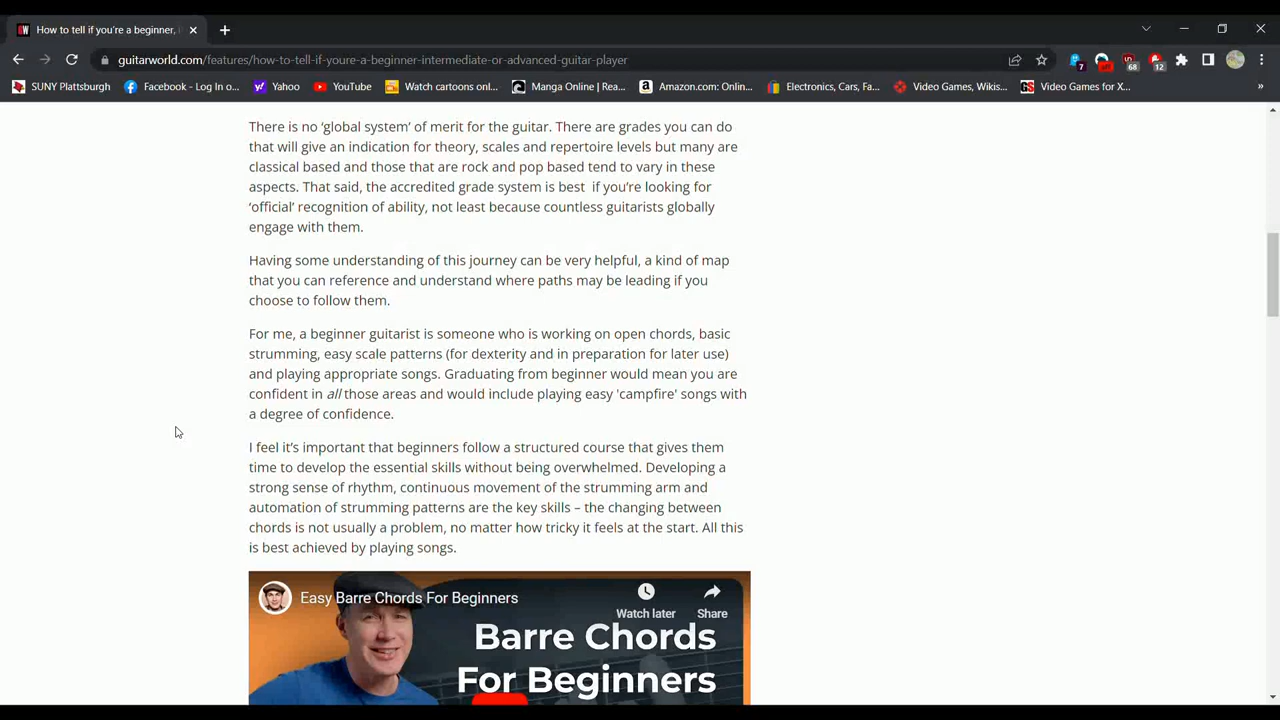 How to tell if you're a beginner,
guitarworld.com/features/how-to-tell-if-youre-a-beginner-intermediate-or-advanced-guitar-player
7
68
12
SUNY Plattsburgh
Facebook - Log In o...
Yahoo
YouTube
Watch cartoons onl...
Manga Online | Rea...
Amazon.com: Onlin...
Electronics, Cars, Fa...
Video Games, Wikis...
Video Games for X...
»
There is no ‘global system’ of merit for the guitar. There are grades you can do
that will give an indication for theory, scales and repertoire levels but many are
classical based and those that are rock and pop based tend to vary in these
aspects. That said, the accredited grade system is best if you’re looking for
‘official’ recognition of ability, not least because countless guitarists globally
engage with them.
Having some understanding of this journey can be very helpful, a kind of map
that you can reference and understand where paths may be leading if you
choose to follow them.
For me, a beginner guitarist is someone who is working on open chords, basic
strumming, easy scale patterns (for dexterity and in preparation for later use)
and playing appropriate songs. Graduating from beginner would mean you are
confident in all those areas and would include playing easy 'campfire' songs with
a degree of confidence.
I feel it’s important that beginners follow a structured course that gives them
time to develop the essential skills without being overwhelmed. Developing a
strong sense of rhythm, continuous movement of the strumming arm and
automation of strumming patterns are the key skills – the changing between
chords is not usually a problem, no matter how tricky it feels at the start. All this
is best achieved by playing songs.
Easy Barre Chords For Beginners
Watch later
Share
Barre Chords
For Beginners